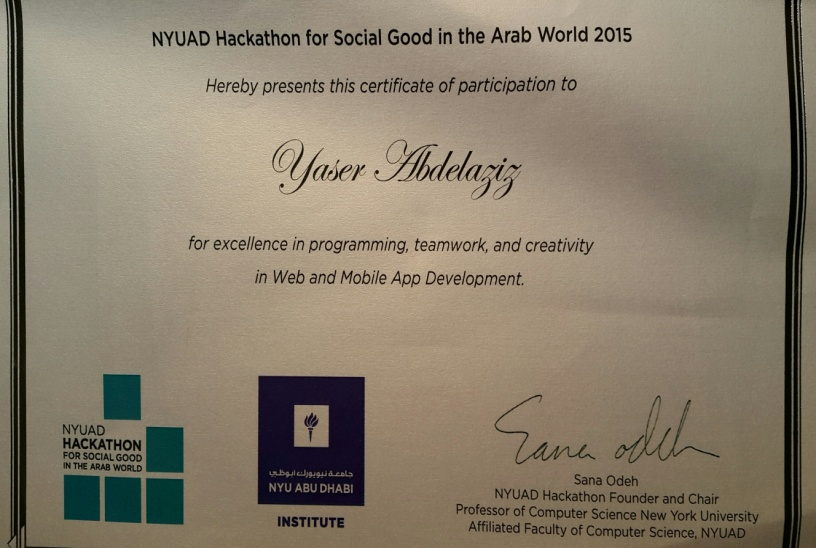 NYUAD Hackathon for Social Good in the Arab World 2015
Hereby presents this certificate of participation to
Yaser Abdelaziz
for excellence in programming, teamwork, and creativity
in Web and Mobile App Development.
NYUAD
HACKATHON
FOR SOCIAL GOOD
IN THE ARAB WORLD
جامعة نيويورك أبوظبي
NYU ABU DHABI
INSTITUTE
Sana Odeh
Sana Odeh
NYUAD Hackathon Founder and Chair
Professor of Computer Science New York University
Affiliated Faculty of Computer Science, NYUAD